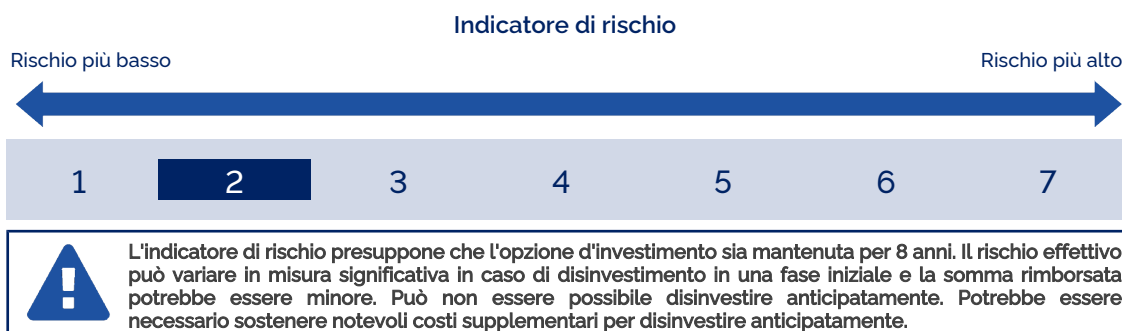 Indicatore di rischio
Rischio più basso
Rischio più alto
1 2 3 4 5 6 7
L'indicatore di rischio presuppone che l'opzione d'investimento sia mantenuta per 8 anni. Il rischio effettivo
può variare in misura significativa in caso di disinvestimento in una fase iniziale e la somma rimborsata
potrebbe essere minore. Può non essere possibile disinvestire anticipatamente. Potrebbe essere
necessario sostenere notevoli costi supplementari per disinvestire anticipatamente.